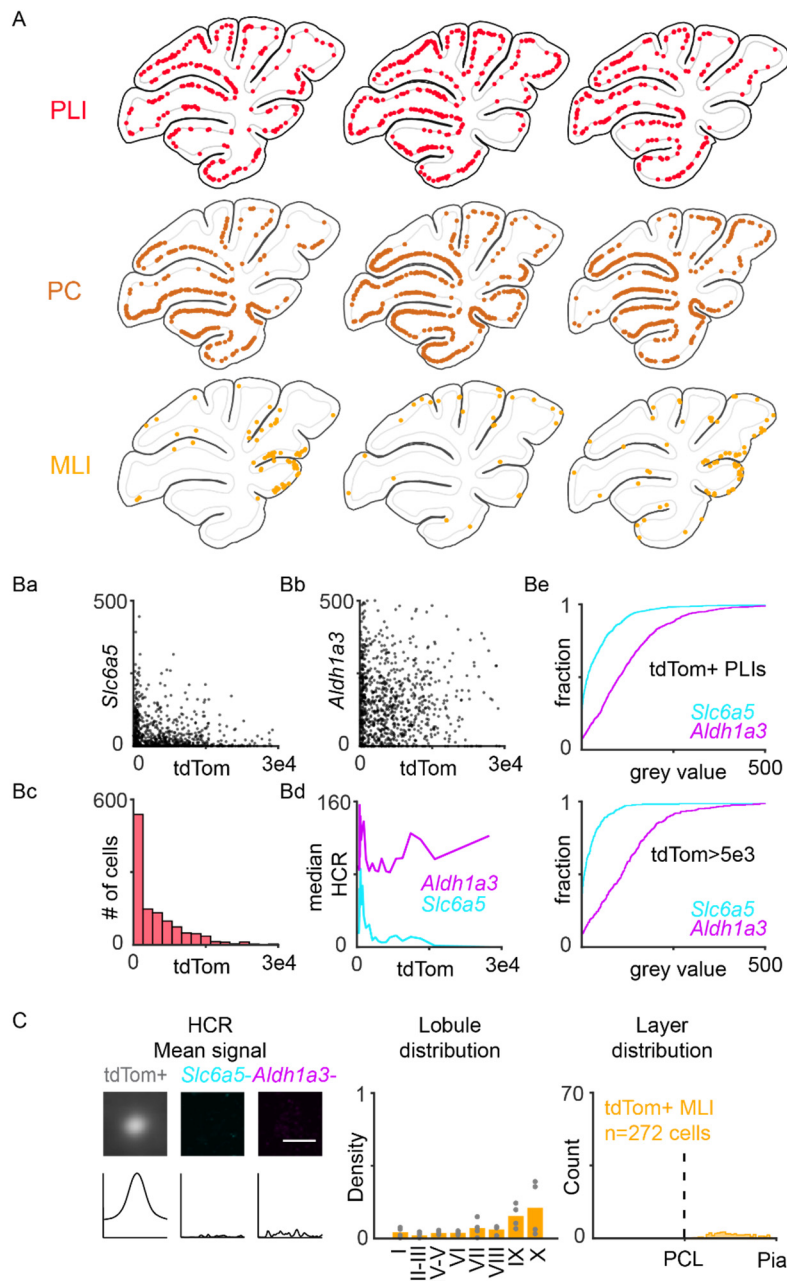 A
PLI
PC
MLI
Ba
500
Slc6a5
0
0
tdTom
3e4
Bb
500
Aldh1a3
0
0
tdTom
3e4
Be
1
fraction
0
tdTom+ PLIs
Slc6a5
Aldh1a3
grey value
500
Bc
600
# of cells
0
0
tdTom
3e4
Bd
160
median
HCR
0
Aldh1a3
Slc6a5
0
tdTom
3e4
1
fraction
0
tdTom>5e3
Slc6a5
Aldh1a3
grey value
500
C
HCR
Mean signal
tdTom+
Slc6a5-
Aldh1a3-
Lobule
distribution
1
Density
0
I
II-III
V-V
VI
VII
VIII
IX
X
Layer
distribution
70
Count
0
tdTom+ MLI
n=272 cells
PCL
Pia